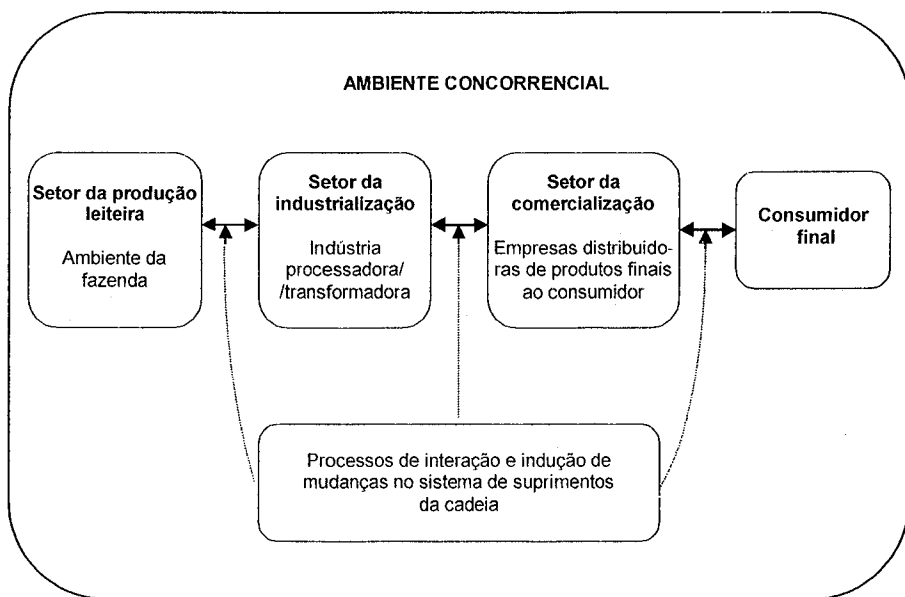 AMBIENTE CONCORRENCIAL
Setor da produção
leiteira
Ambiente da
fazenda
Setor da
industrialização
Indústria
processadora/
/transformadora
Setor da
comercialização
Empresas distribuido-
ras de produtos finais
ao consumidor
Consumidor
final
Processos de interação e indução de
mudanças no sistema de suprimentos
da cadeia